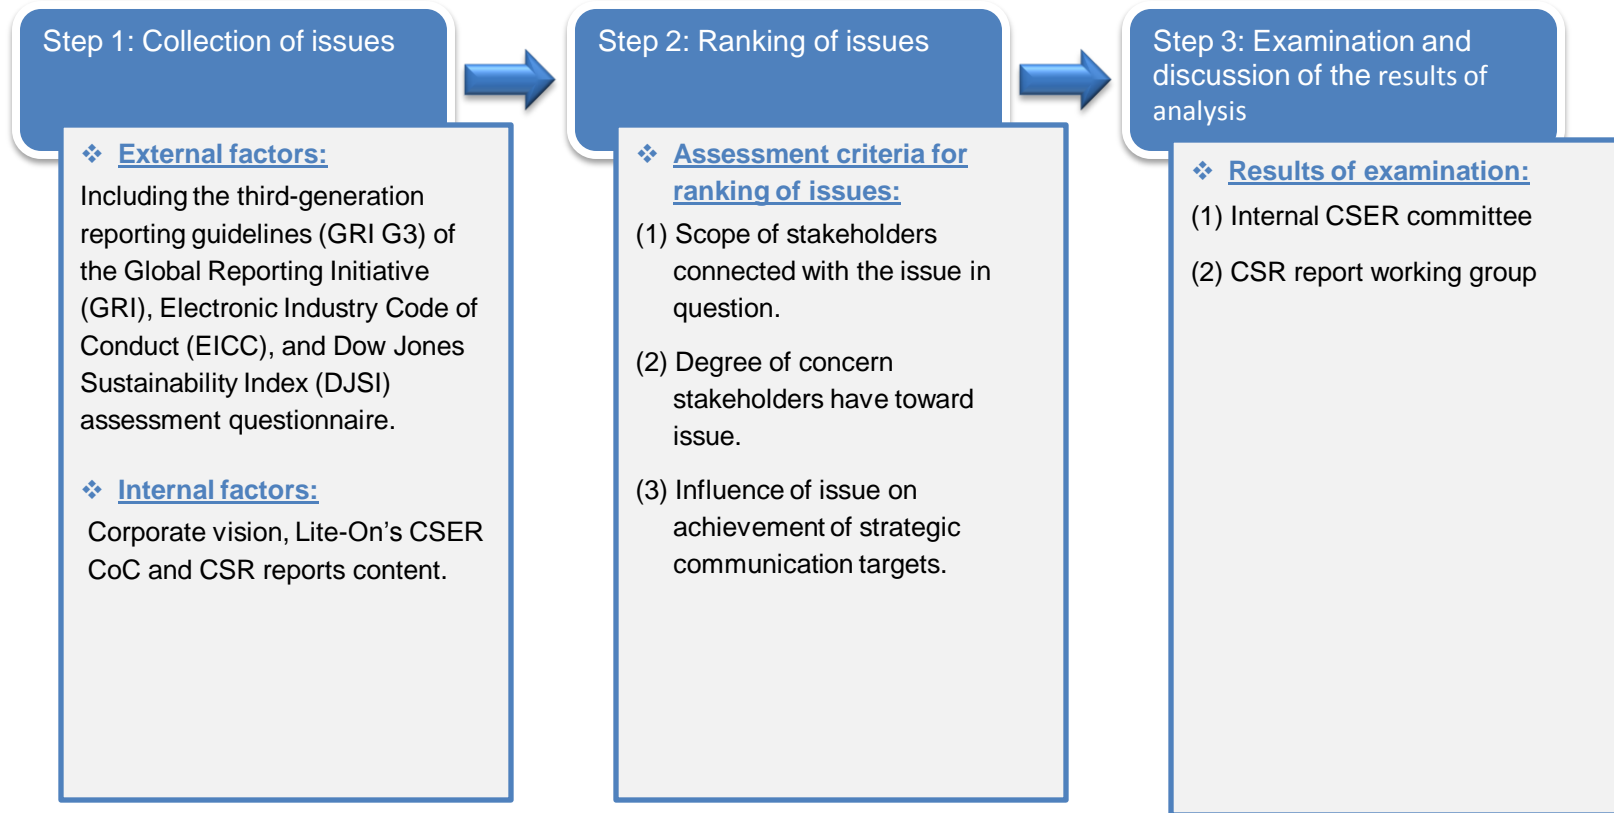 Step 1: Collection of issues
❖ External factors:
Including the third-generation
reporting guidelines (GRI G3) of
the Global Reporting Initiative
(GRI), Electronic Industry Code of
Conduct (EICC), and Dow Jones
Sustainability Index (DJSI)
assessment questionnaire.
❖ Internal factors:
Corporate vision, Lite-On’s CSER
CoC and CSR reports content.
Step 2: Ranking of issues
❖ Assessment criteria for
ranking of issues:
(1) Scope of stakeholders
connected with the issue in
question.
(2) Degree of concern
stakeholders have toward
issue.
(3) Influence of issue on
achievement of strategic
communication targets.
Step 3: Examination and
discussion of the results of
analysis
❖ Results of examination:
(1) Internal CSER committee
(2) CSR report working group